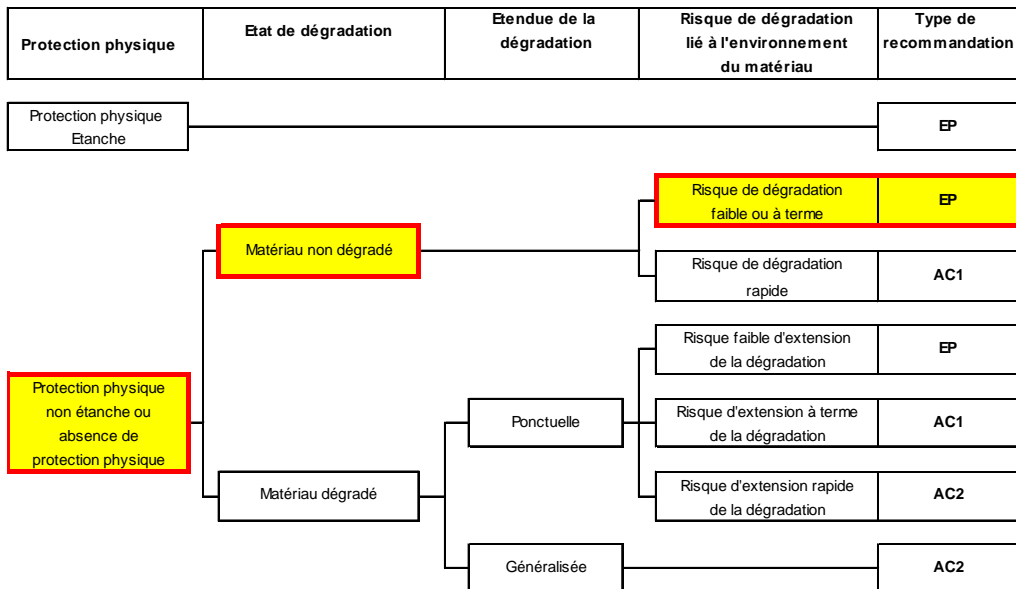 Protection physique
Etat de dégradation
Etendue de la
dégradation
Risque de dégradation
lié à l'environnement
du matériau
Type de
recommandation
Protection physique
Etanche
EP
Risque de dégradation
faible ou à terme
EP
Matériau non dégradé
Risque de dégradation
rapide
AC1
Risque faible d'extension
de la dégradation
EP
Protection physique
non étanche ou
absence de
protection physique
Ponctuelle
Risque d'extension à terme
de la dégradation
AC1
Matériau dégradé
Risque d'extension rapide
de la dégradation
AC2
Généralisée
AC2